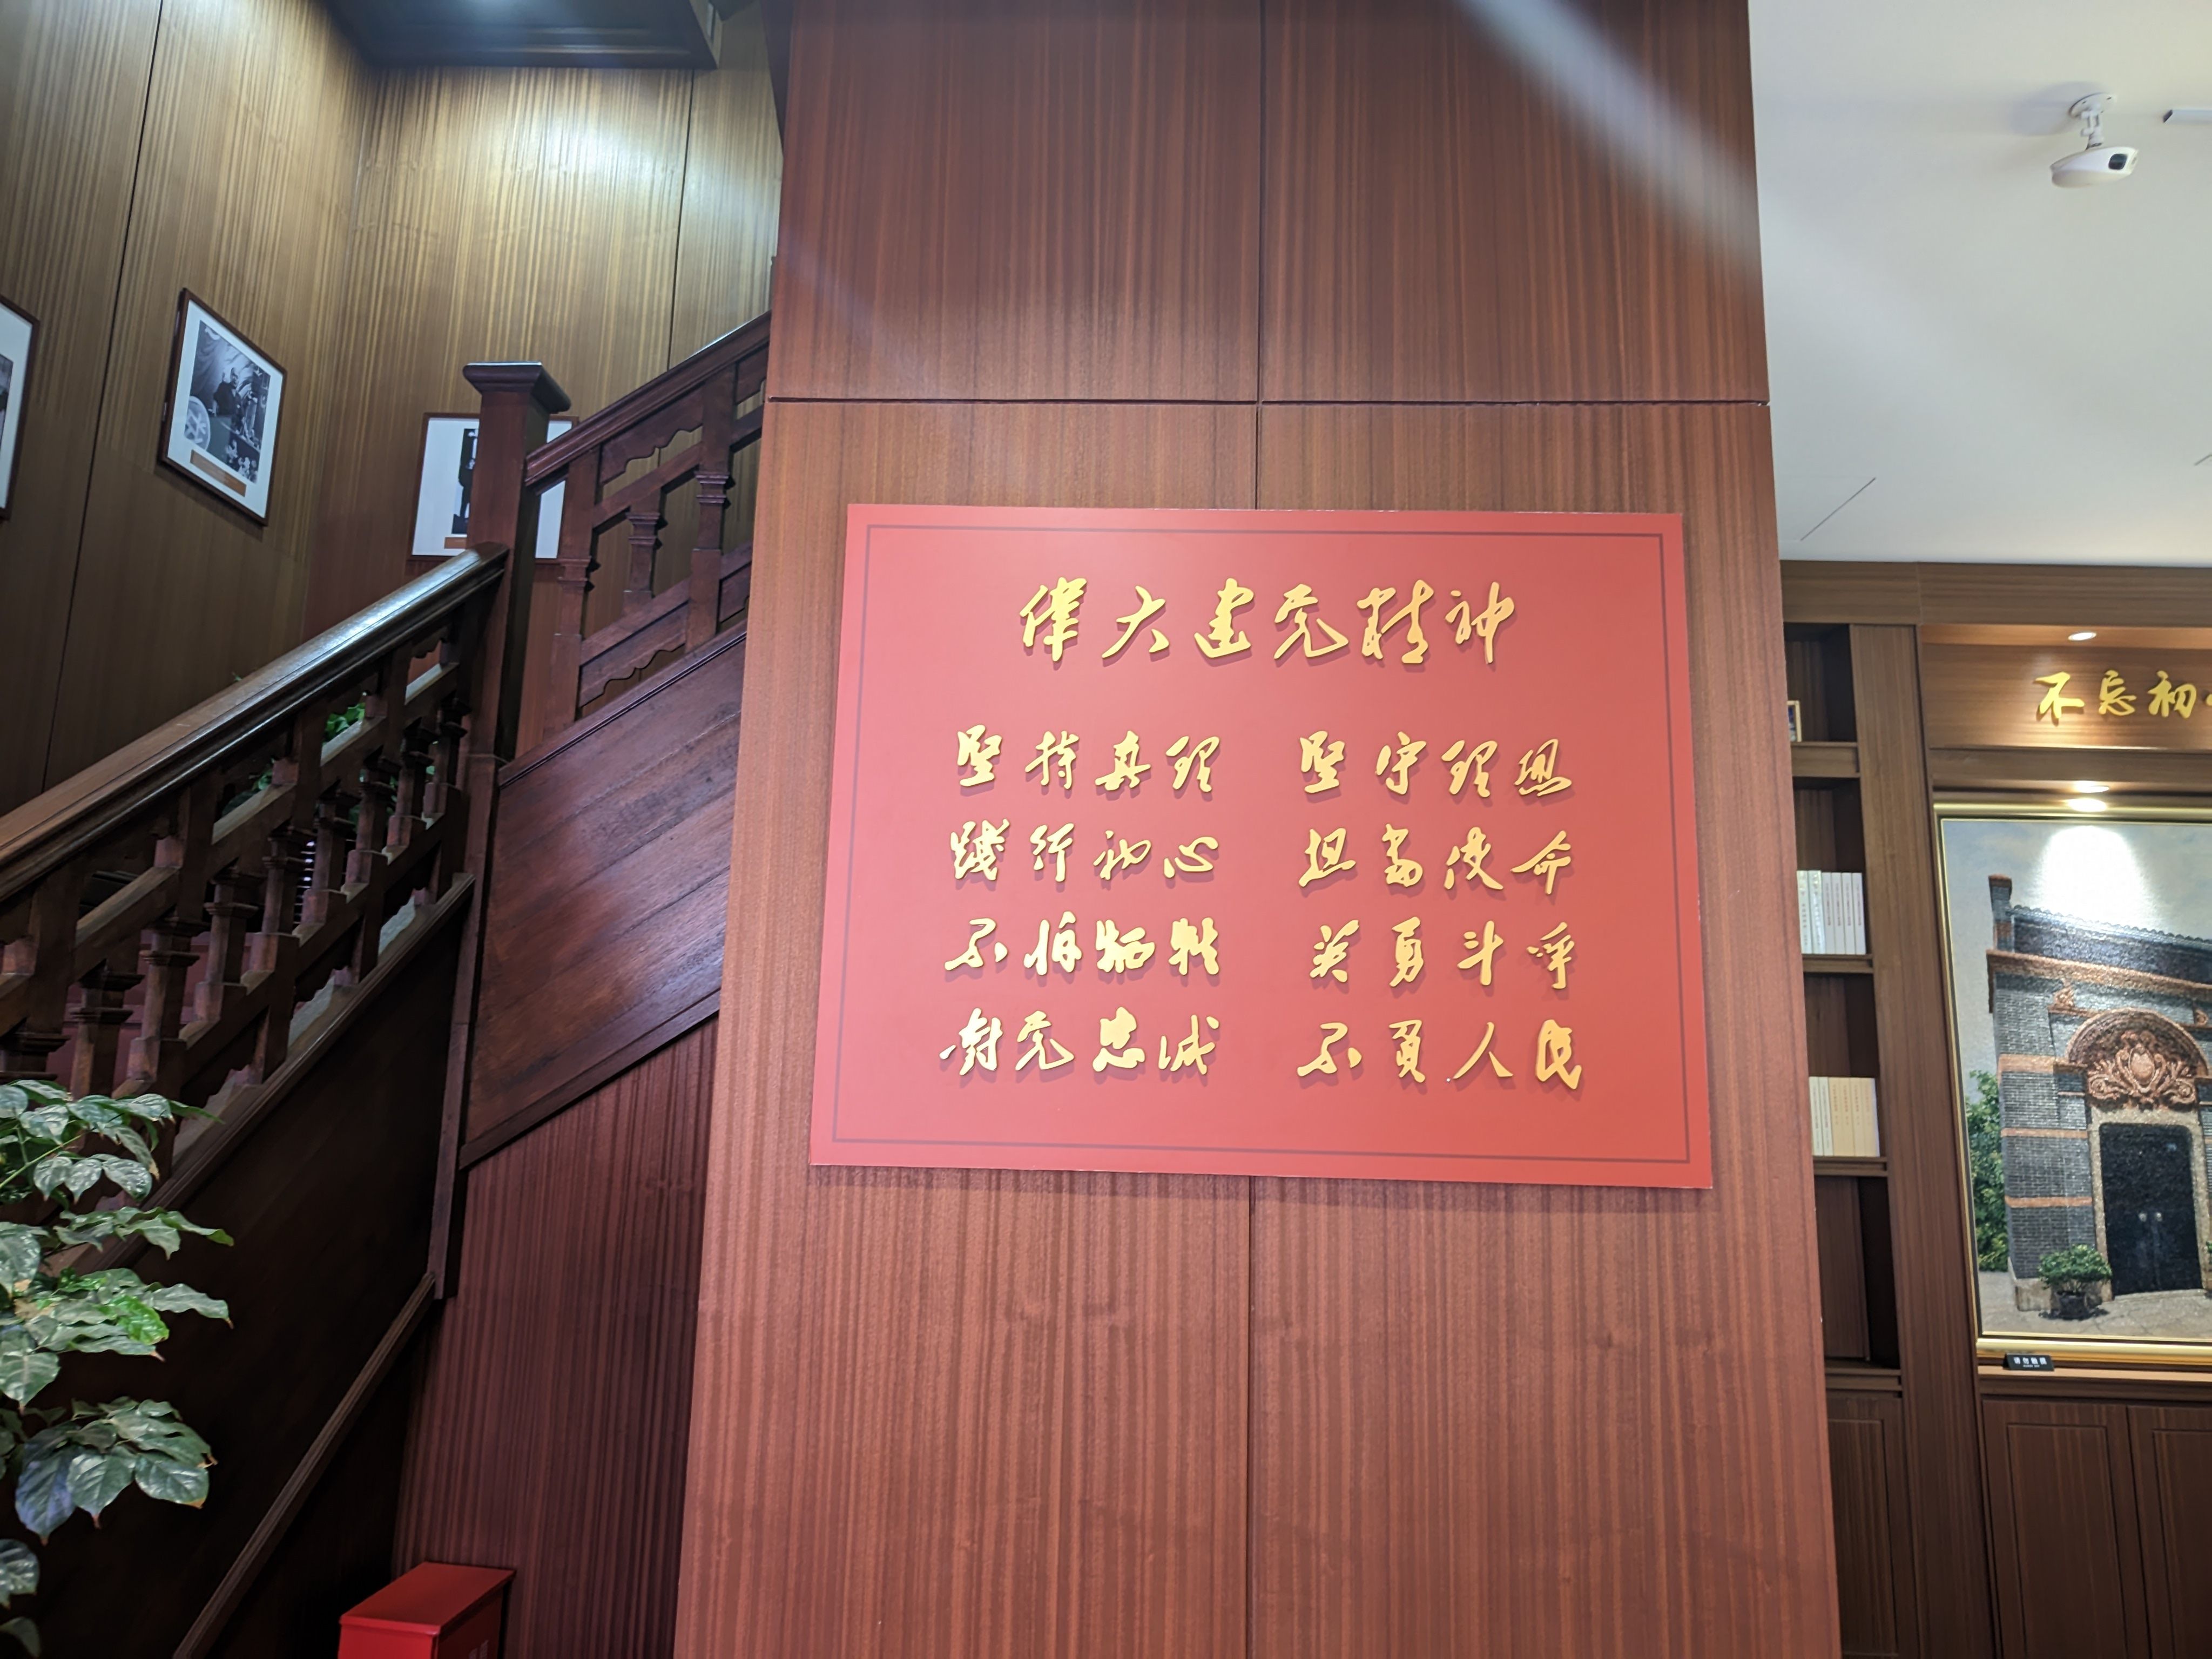 偉大建党精神
坚持真理 坚守理想
践行初心 担当使命
不怕牺牲 英勇斗争
对党忠诚 不负人民
不忘初